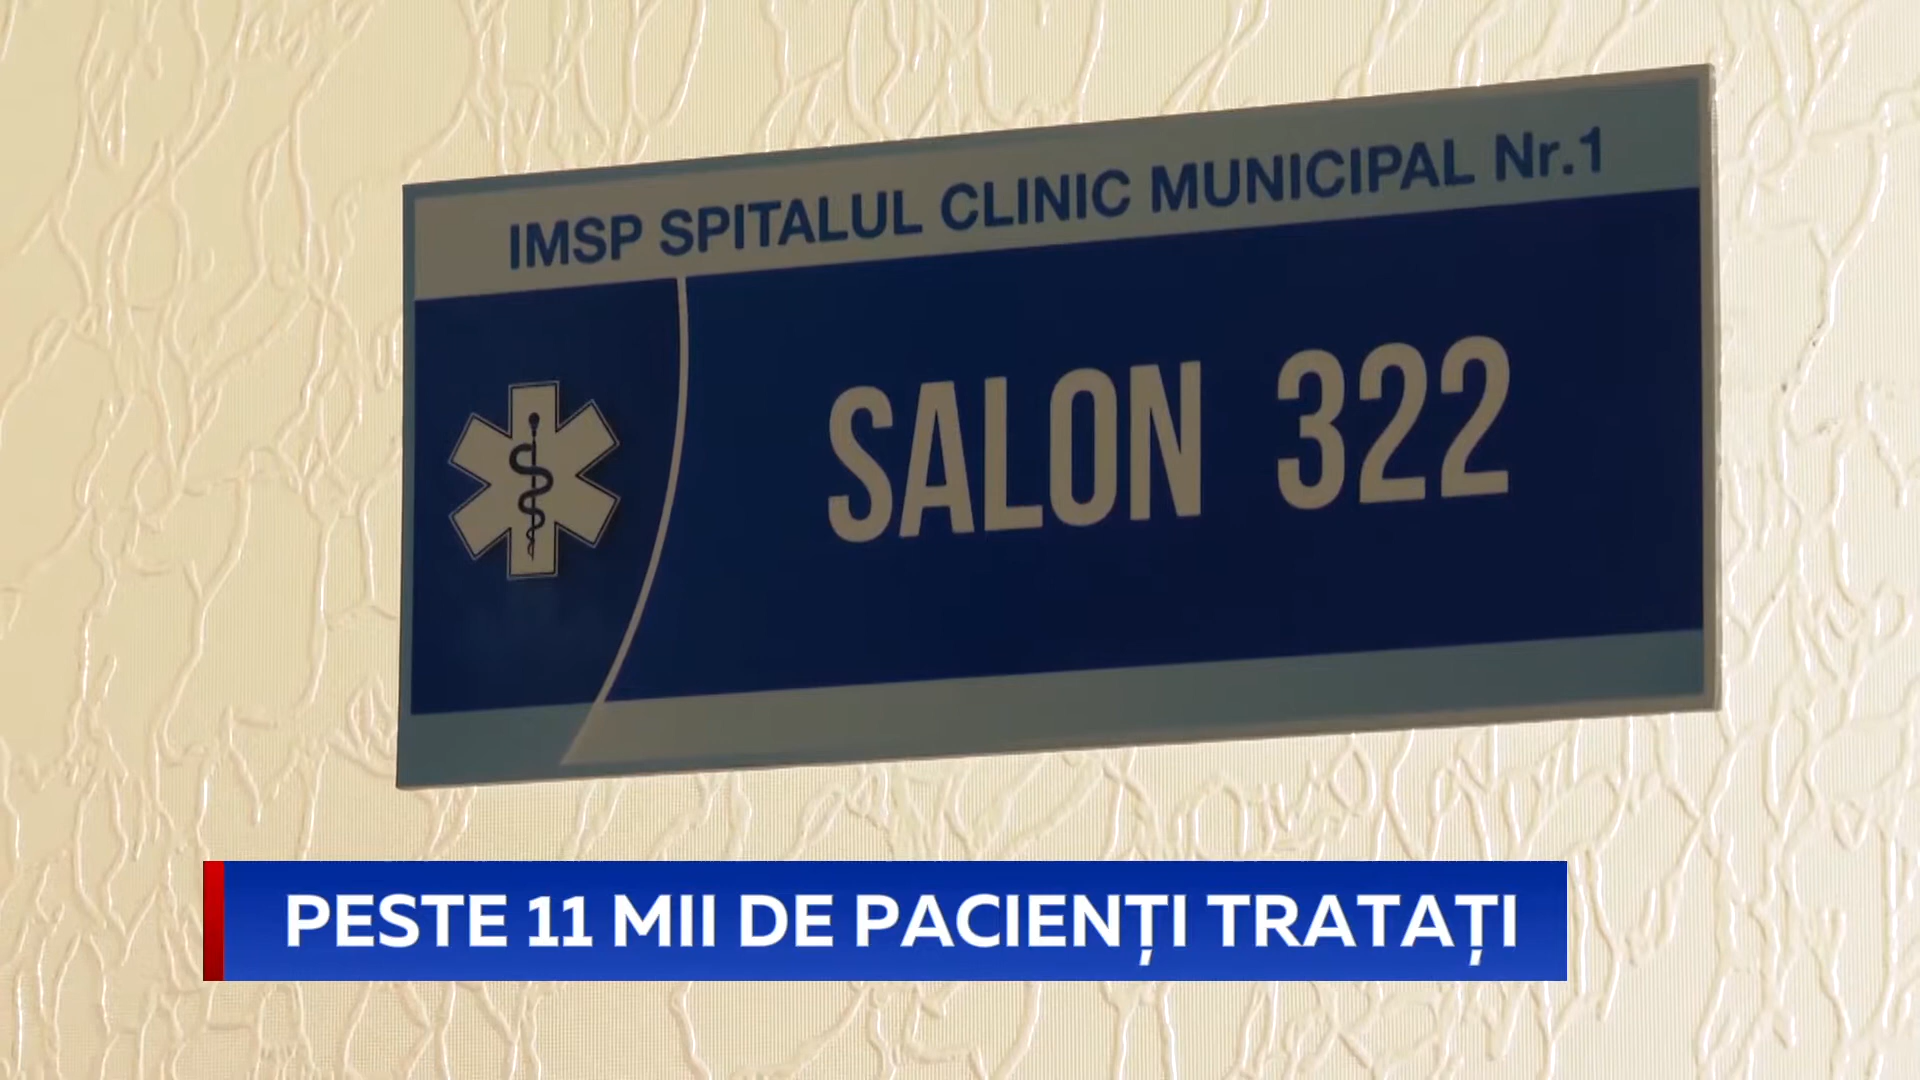 IMSP SPITALUL CLINIC MUNICIPAL Nr.1
SALON 322
PESTE 11 MII DE PACIENȚI TRATAȚI